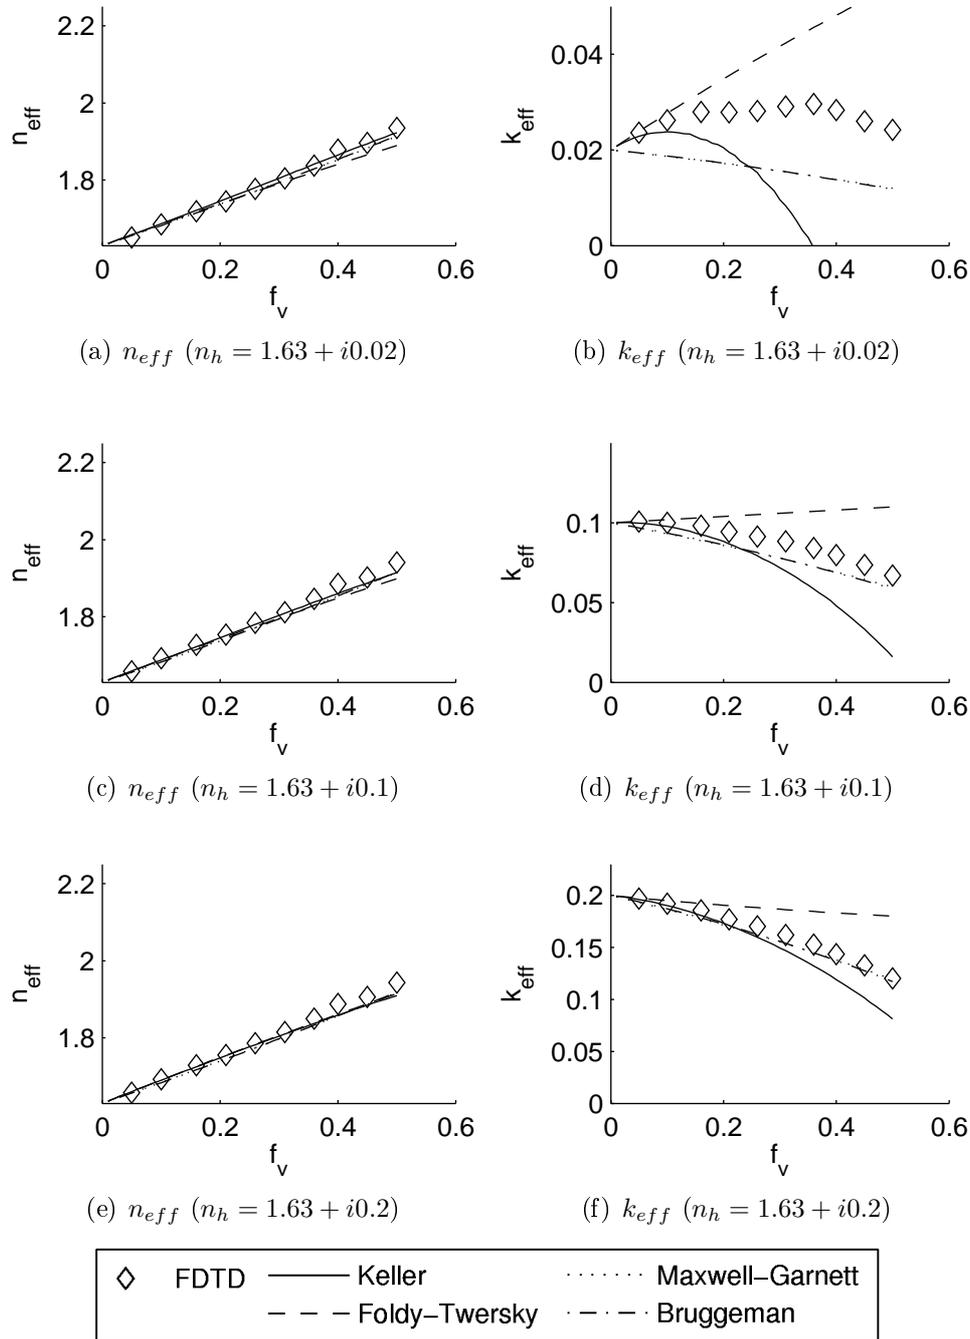 2.2
2
1.8
n_eff
0 0.2 0.4 0.6
f_v
(a) n_eff (n_h = 1.63 + i0.02)
0.04
0.02
0
k_eff
0 0.2 0.4 0.6
f_v
(b) k_eff (n_h = 1.63 + i0.02)
2.2
2
1.8
n_eff
0 0.2 0.4 0.6
f_v
(c) n_eff (n_h = 1.63 + i0.1)
0.1
0.05
0
k_eff
0 0.2 0.4 0.6
f_v
(d) k_eff (n_h = 1.63 + i0.1)
2.2
2
1.8
n_eff
0 0.2 0.4 0.6
f_v
(e) n_eff (n_h = 1.63 + i0.2)
0.2
0.15
0.1
0.05
0
k_eff
0 0.2 0.4 0.6
f_v
(f) k_eff (n_h = 1.63 + i0.2)
FDTD
Keller
Maxwell−Garnett
Foldy−Twersky
Bruggeman